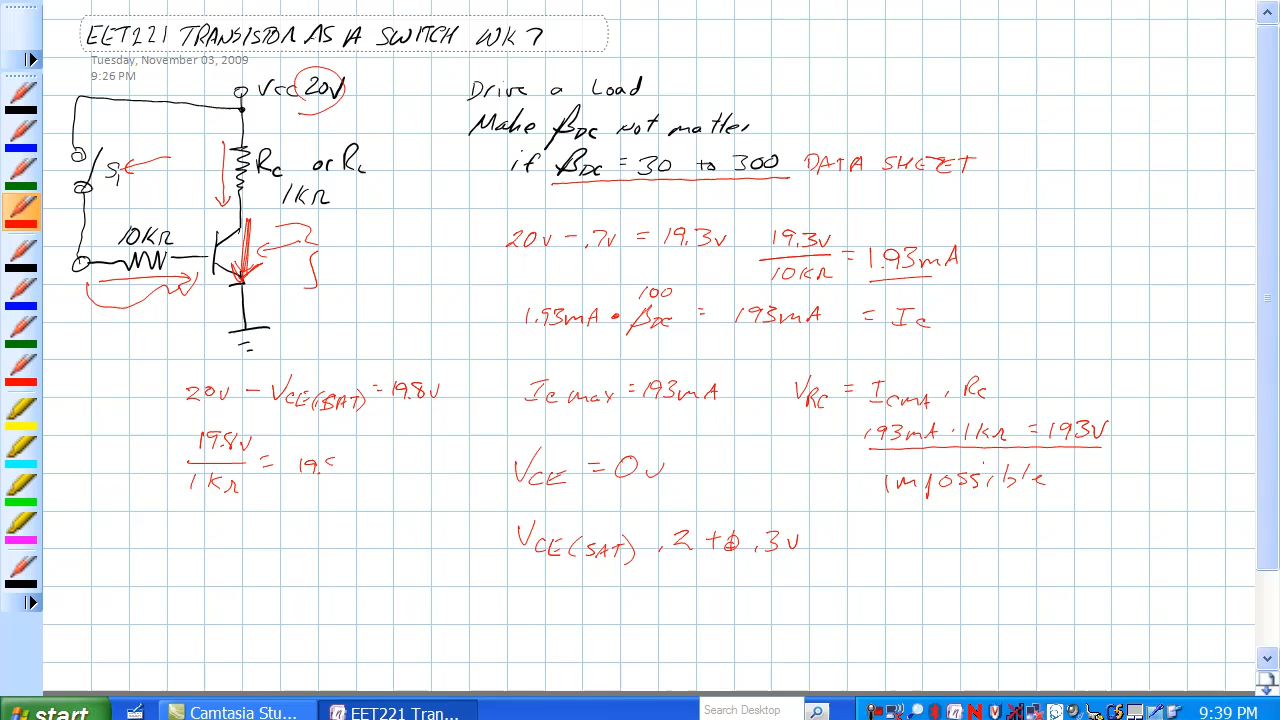 EET221 TRANSISTOR AS A SWITCH WK 7
Tuesday, November 03, 2009
9:26 PM
VCC 20V
S1
RC or RL
1KΩ
10KΩ
Drive a Load
Make βDC not matter
if βDC = 30 to 300 DATA SHEET
20V - .7V = 19.3V 19.3V / 10KΩ = 1.93mA
100
1.93mA • βDC = 193mA = Ic
20V - VCE(SAT) = 19.8V
19.8V / 1KΩ = 19.
Ic max = 193mA
VRC = ICMA . RC
193mA · 1KΩ = 193V
impossible
VCE = 0V
VCE(SAT) .2 to .3V
start
Camtasia Stu...
EET221 Tran...
Search Desktop
9:39 PM